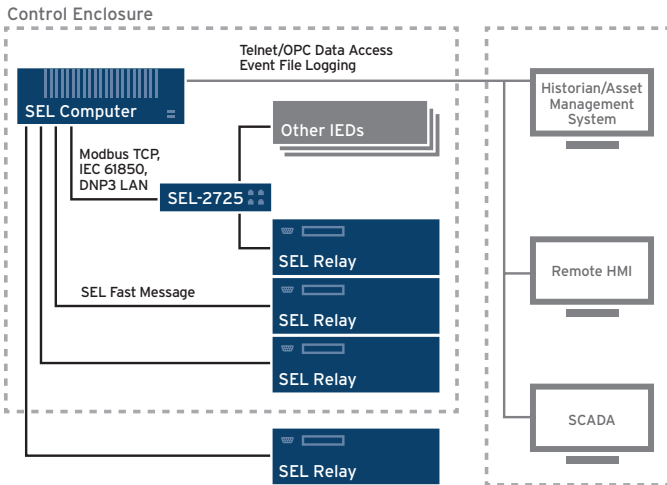 Control Enclosure
Telnet/OPC Data Access
Event File Logging
SEL Computer
Historian/Asset
Management
System
Other IEDs
Modbus TCP,
IEC 61850,
DNP3 LAN
SEL-2725
SEL Relay
Remote HMI
SEL Fast Message
SEL Relay
SEL Relay
SCADA
SEL Relay